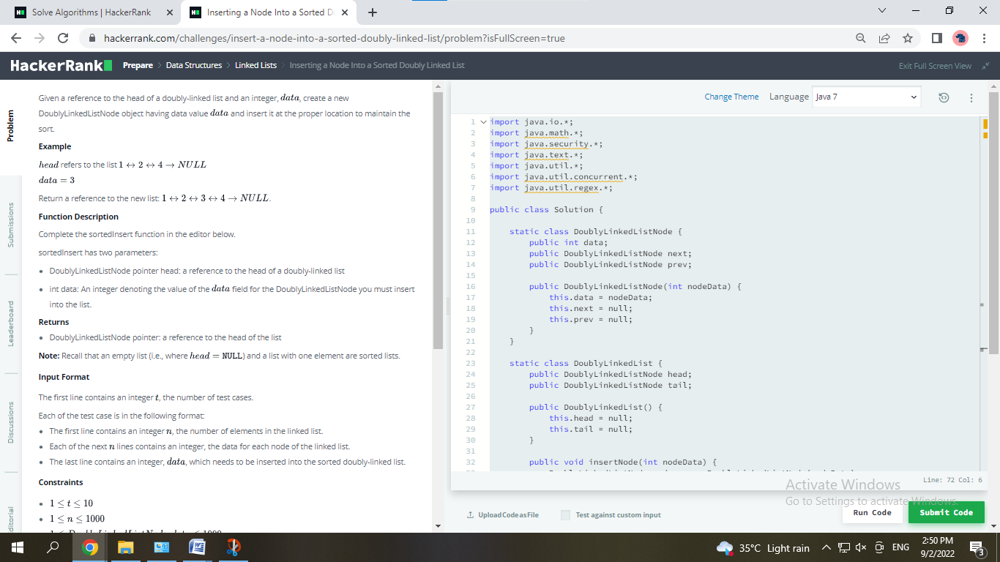 Solve Algorithms | HackerRank
Inserting a Node Into a Sorted D
hackerrank.com/challenges/insert-a-node-into-a-sorted-doubly-linked-list/problem?isFullScreen=true
HackerRank
Prepare > Data Structures > Linked Lists > Inserting a Node Into a Sorted Doubly Linked List
Exit Full Screen View
Problem
Submissions
Leaderboard
Discussions
ditorial
Given a reference to the head of a doubly-linked list and an integer, data, create a new
DoublyLinkedListNode object having data value data and insert it at the proper location to maintain the
sort.
Example
head refers to the list 1 ↔ 2 ↔ 4 → NULL
data = 3
Return a reference to the new list: 1 ↔ 2 ↔ 3 ↔ 4 → NULL.
Function Description
Complete the sortedInsert function in the editor below.
sortedInsert has two parameters:
• DoublyLinkedListNode pointer head: a reference to the head of a doubly-linked list
• int data: An integer denoting the value of the data field for the DoublyLinkedListNode you must insert
into the list.
Returns
• DoublyLinkedListNode pointer: a reference to the head of the list
Note: Recall that an empty list (i.e., where head = NULL) and a list with one element are sorted lists.
Input Format
The first line contains an integer t, the number of test cases.
Each of the test case is in the following format:
• The first line contains an integer n, the number of elements in the linked list.
• Each of the next n lines contains an integer, the data for each node of the linked list.
• The last line contains an integer, data, which needs to be inserted into the sorted doubly-linked list.
Constraints
• 1 ≤ t ≤ 10
• 1 ≤ n ≤ 1000
Change Theme Language Java 7
1 import java.io.*;
2 import java.math.*;
3 import java.security.*;
4 import java.text.*;
5 import java.util.*;
6 import java.util.concurrent.*;
7 import java.util.regex.*;
8
9 public class Solution {
10
11 static class DoublyLinkedListNode {
12 public int data;
13 public DoublyLinkedListNode next;
14 public DoublyLinkedListNode prev;
15
16 public DoublyLinkedListNode(int nodeData) {
17 this.data = nodeData;
18 this.next = null;
19 this.prev = null;
20 }
21 }
22
23 static class DoublyLinkedList {
24 public DoublyLinkedListNode head;
25 public DoublyLinkedListNode tail;
26
27 public DoublyLinkedList() {
28 this.head = null;
29 this.tail = null;
30 }
31
32 public void insertNode(int nodeData) {
Line: 72 Col: 6
Activate Windows
Go to Settings to activate Windows.
Upload Code as File
Test against custom input
Run Code
Submit Code
35°C Light rain
ENG
2:50 PM
9/2/2022
3